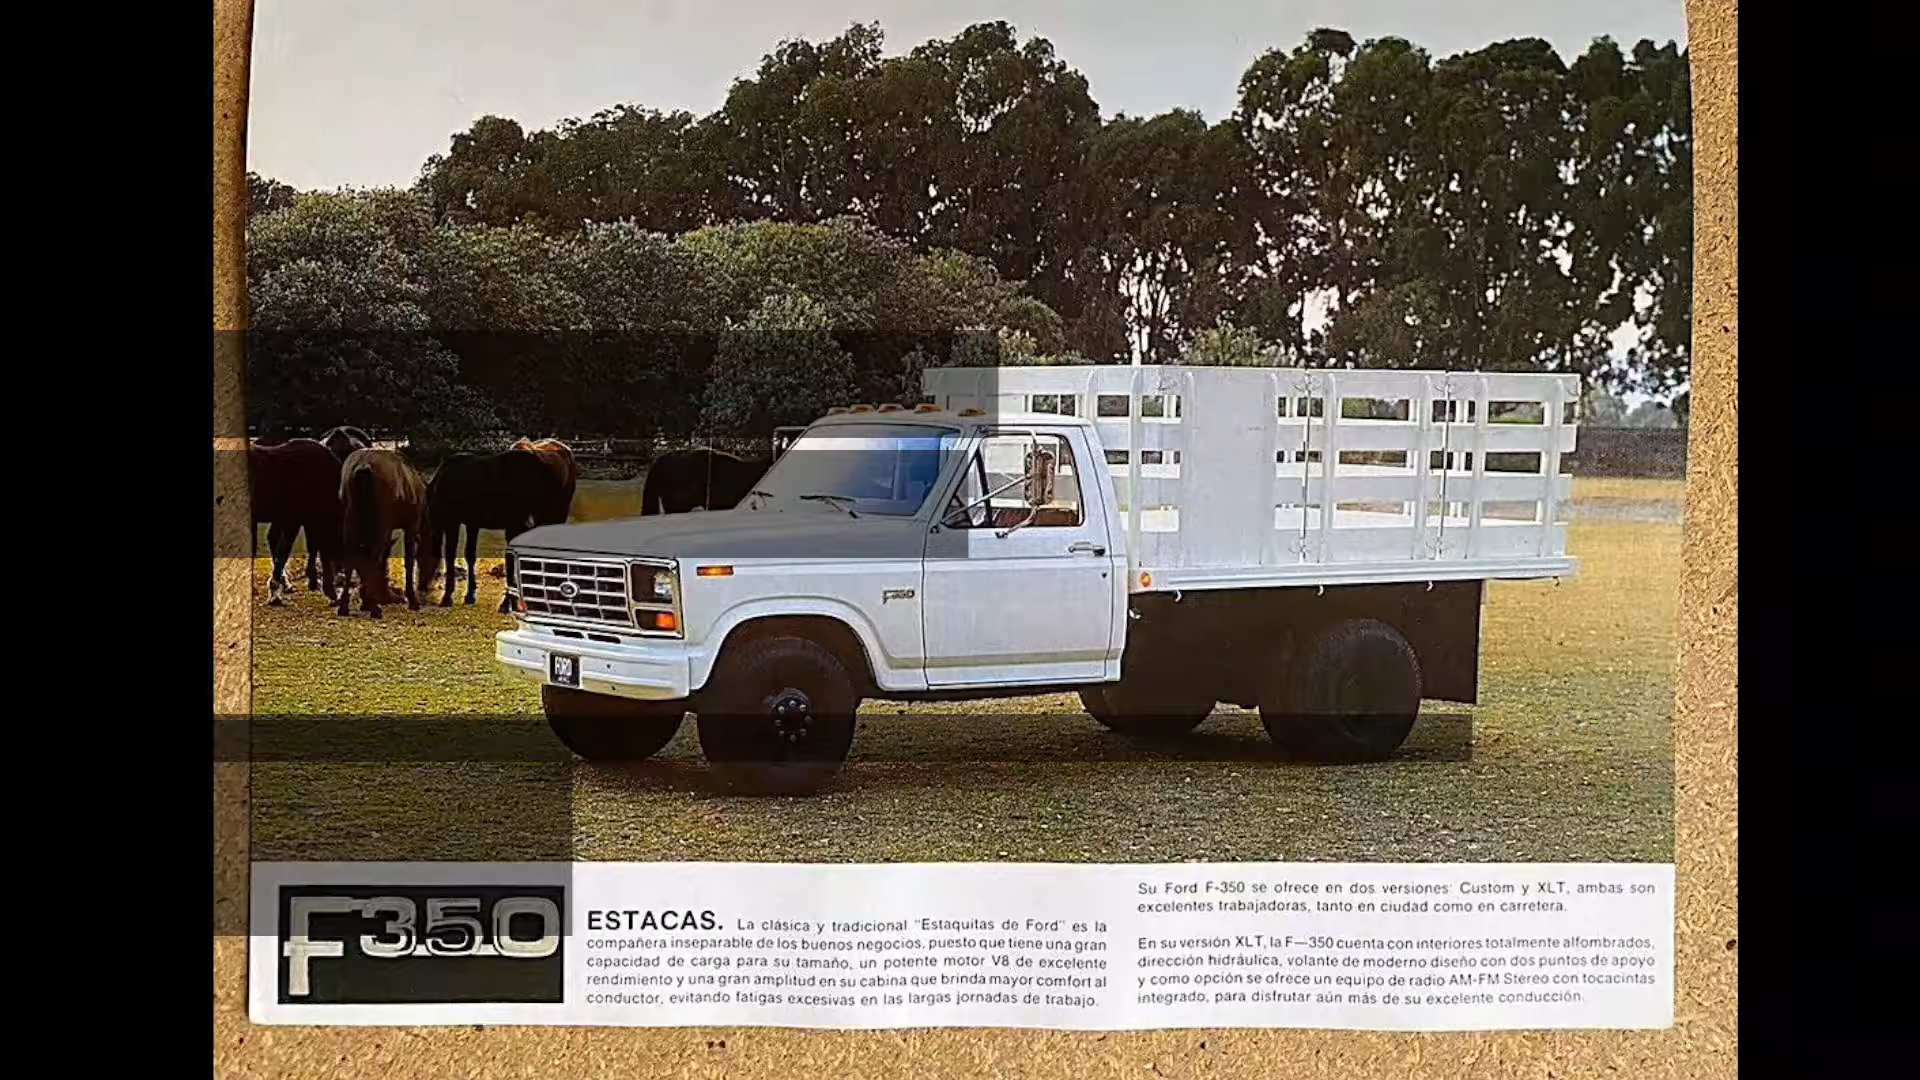 F350
FORD
F350
ESTACAS. La clásica y tradicional "Estaquitas de Ford" es la
compañera inseparable de los buenos negocios, puesto que tiene una gran
capacidad de carga para su tamaño, un potente motor V8 de excelente
rendimiento y una gran amplitud en su cabina que brinda mayor comfort al
conductor, evitando fatigas excesivas en las largas jornadas de trabajo.
Su Ford F-350 se ofrece en dos versiones: Custom y XLT, ambas son
excelentes trabajadoras, tanto en ciudad como en carretera.
En su versión XLT, la F—350 cuenta con interiores totalmente alfombrados,
dirección hidráulica, volante de moderno diseño con dos puntos de apoyo
y como opción se ofrece un equipo de radio AM-FM Stereo con tocacintas
integrado, para disfrutar aún más de su excelente conducción.